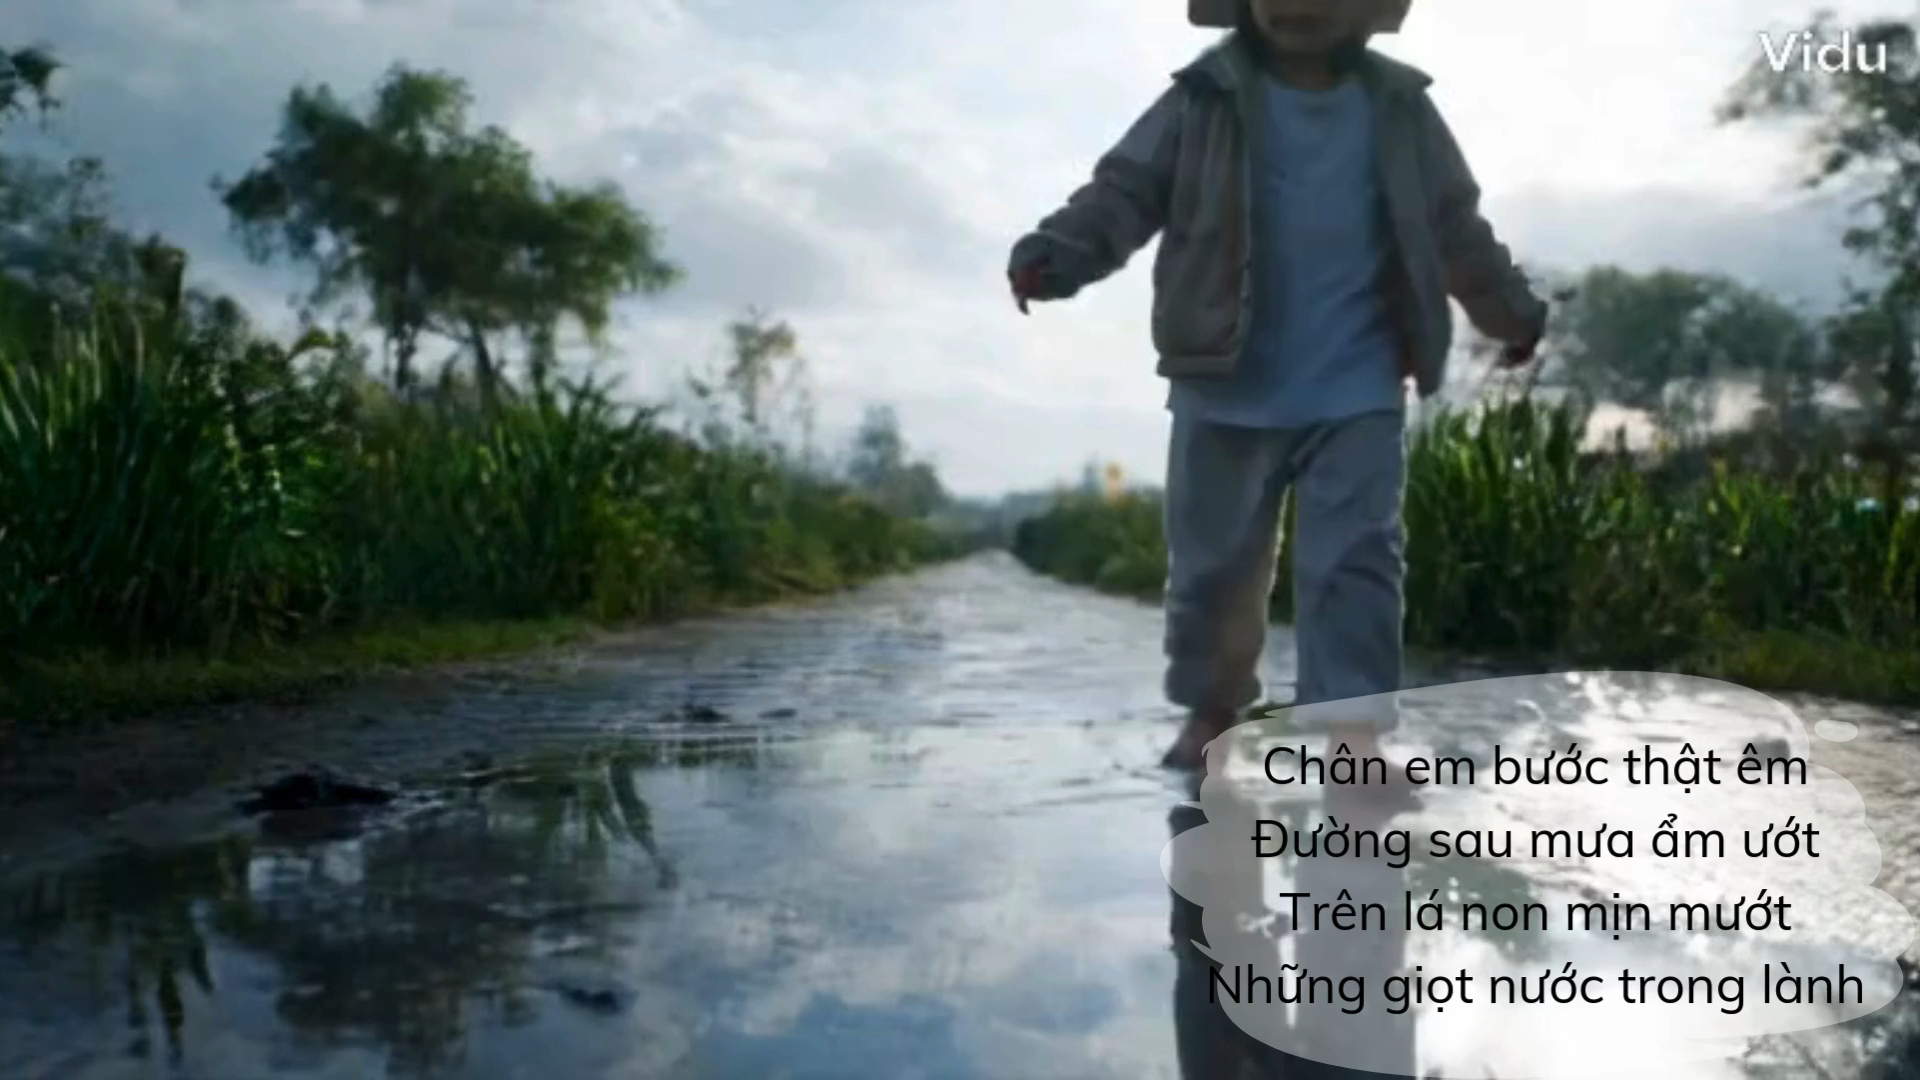 Vidu
Chân em bước thật êm
Đường sau mưa ẩm ướt
Trên lá non mịn mướt
Những giọt nước trong lành